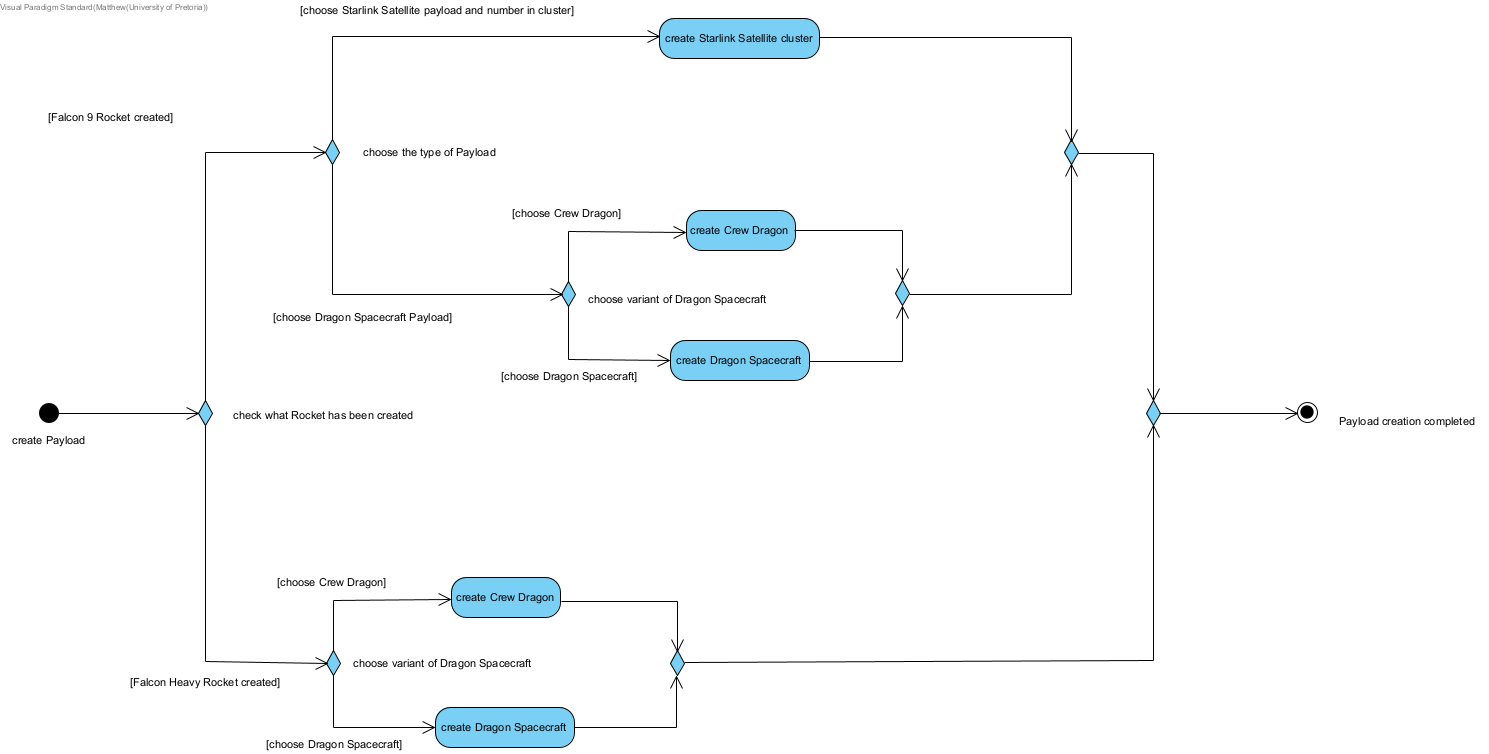 Visual Paradigm Standard(Matthew(University of Pretoria))
[choose Starlink Satellite payload and number in cluster]
create Starlink Satellite cluster
[Falcon 9 Rocket created]
choose the type of Payload
[choose Crew Dragon]
create Crew Dragon
choose variant of Dragon Spacecraft
[choose Dragon Spacecraft Payload]
create Dragon Spacecraft
[choose Dragon Spacecraft]
check what Rocket has been created
create Payload
Payload creation completed
[choose Crew Dragon]
create Crew Dragon
choose variant of Dragon Spacecraft
[Falcon Heavy Rocket created]
create Dragon Spacecraft
[choose Dragon Spacecraft]